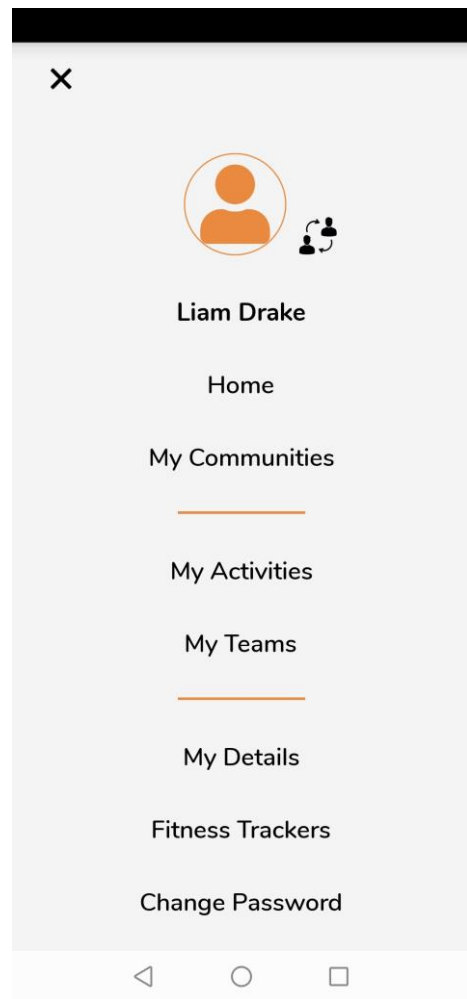 Liam Drake
Home
My Communities
My Activities
My Teams
My Details
Fitness Trackers
Change Password